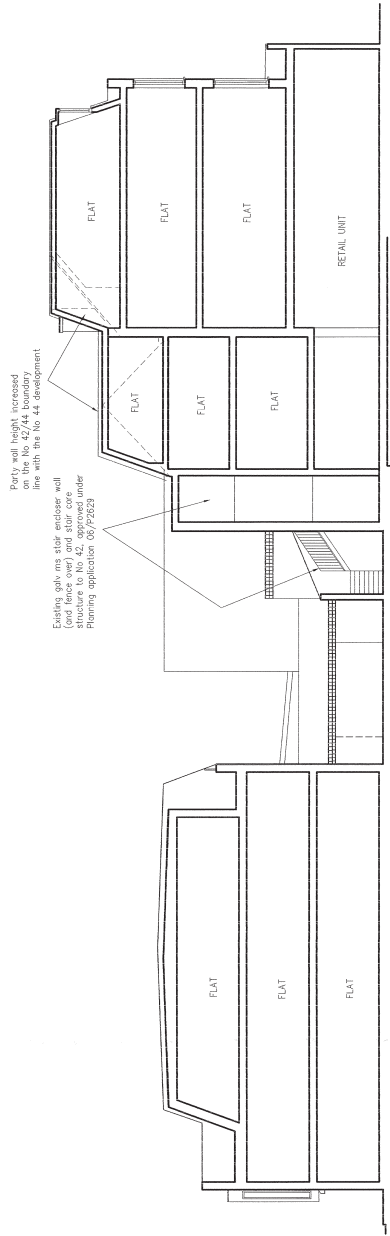 Party wall height increased
on the No 42/44 boundary
line with the No 44 development
Existing galv ms stair encloser wall
(and fence over) and stair core
structure to No 42, approved under
Planning application 06/P2629
FLAT
FLAT
FLAT
RETAIL UNIT
FLAT
FLAT
FLAT
FLAT
FLAT
FLAT